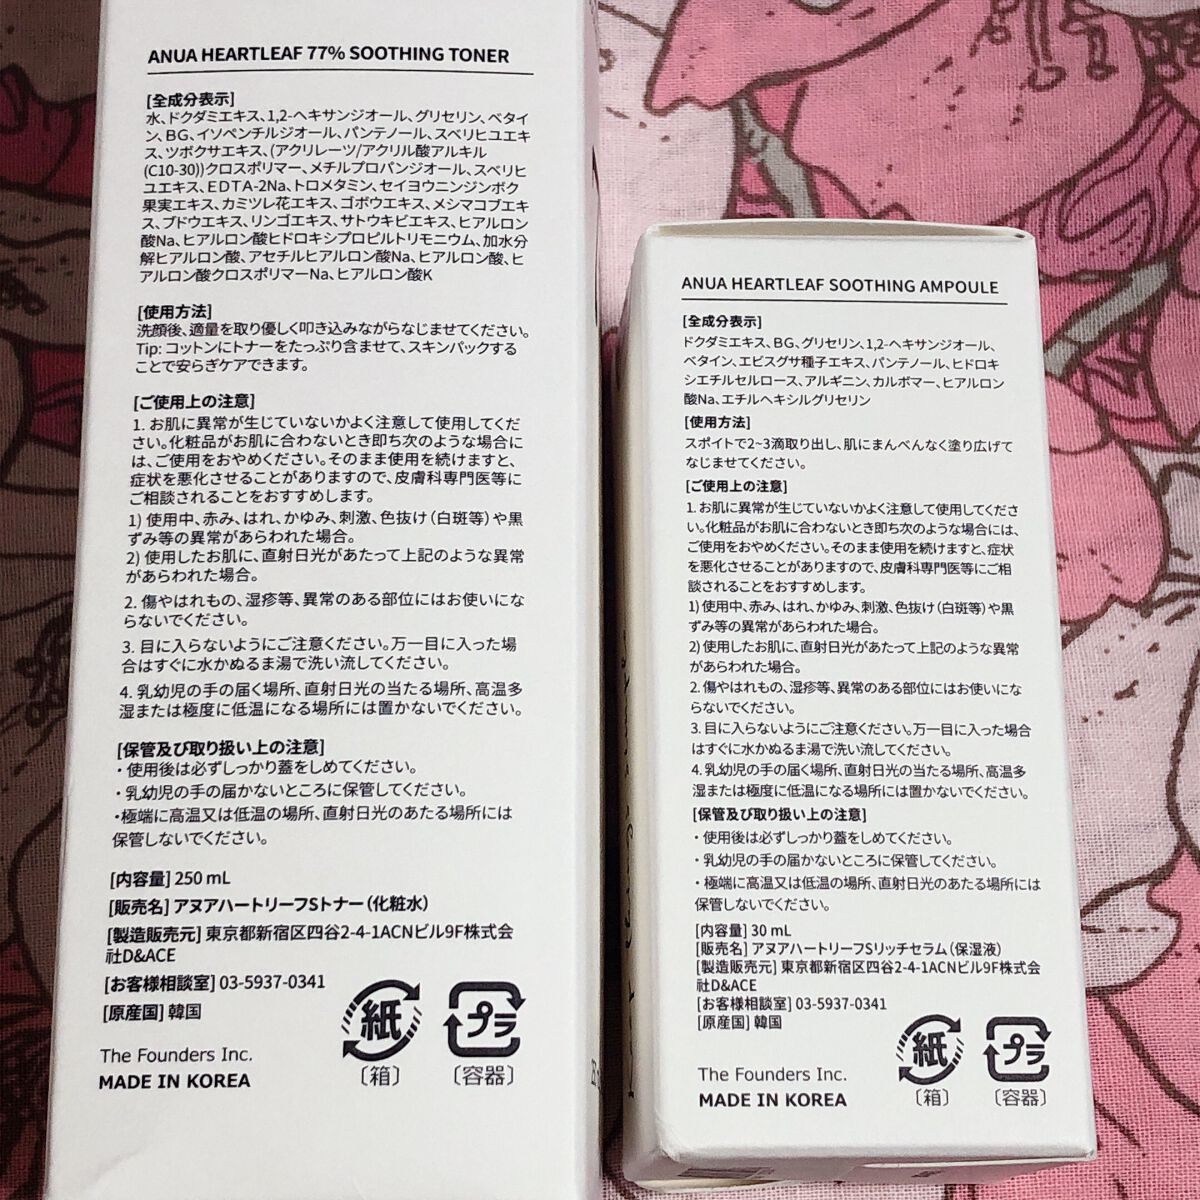 ANUA HEARTLEAF 77% SOOTHING TONER
[全成分表示]
水、ドクダミエキス、1,2-ヘキサンジオール、グリセリン、ベタイ
ン、BG、イソペンチルジオール、パンテノール、スベリヒユエキ
ス、ツボクサエキス、(アクリレーツ/アクリル酸アルキル
(C10-30))クロスポリマー、メチルプロパンジオール、スベリヒ
ユエキス、EDTA-2Na、トロメタミン、セイヨウニンジンボク
果実エキス、カミツレ花エキス、ゴボウエキス、メシマコブエキ
ス、ブドウエキス、リンゴエキス、サトウキビエキス、ヒアルロン
酸Na、ヒアルロン酸ヒドロキシプロピルトリモニウム、加水分
解ヒアルロン酸、アセチルヒアルロン酸Na、ヒアルロン酸、ヒ
アルロン酸クロスポリマーNa、ヒアルロン酸K
[使用方法]
洗顔後、適量を取り優しく叩き込みながらなじませてください。
Tip: コットンにトナーをたっぷり含ませて、スキンパックする
ことで安らぎケアできます。
[ご使用上の注意]
1. お肌に異常が生じていないかよく注意して使用してくだ
さい。化粧品がお肌に合わないとき即ち次のような場合に
は、ご使用をおやめください。そのまま使用を続けますと、
症状を悪化させることがありますので、皮膚科専門医等に
ご相談されることをおすすめします。
1) 使用中、赤み、はれ、かゆみ、刺激、色抜け(白斑等)や黒
ずみ等の異常があらわれた場合。
2) 使用したお肌に、直射日光があたって上記のような異常
があらわれた場合。
2. 傷やはれもの、湿疹等、異常のある部位にはお使いにな
らないでください。
3. 目に入らないようにご注意ください。万一目に入った場
合はすぐに水かぬるま湯で洗い流してください。
4. 乳幼児の手の届く場所、直射日光の当たる場所、高温多
湿または極度に低温になる場所には置かないでください。
[保管及び取り扱い上の注意]
・使用後は必ずしっかり蓋をしめてください。
・乳幼児の手の届かないところに保管してください。
・極端に高温又は低温の場所、直射日光のあたる場所には
保管しないでください。
[内容量] 250 mL
[販売名] アヌアハートリーフSトナー(化粧水)
[製造販売元] 東京都新宿区四谷2-4-1ACNビル9F株式会
社D&ACE
[お客様相談室] 03-5937-0341
[原産国] 韓国
紙
プラ
The Founders Inc.
MADE IN KOREA
〔箱〕
〔容器〕
ANUA HEARTLEAF SOOTHING AMPOULE
[全成分表示]
ドクダミエキス、BG、グリセリン、1,2-ヘキサンジオール、
ベタイン、エビスグサ種子エキス、パンテノール、ヒドロキ
シエチルセルロース、アルギニン、カルボマー、ヒアルロン
酸Na、エチルヘキシルグリセリン
[使用方法]
スポイトで2~3滴取り出し、肌にまんべんなく塗り広げて
なじませてください。
[ご使用上の注意]
1. お肌に異常が生じていないかよく注意して使用してくださ
い。化粧品がお肌に合わないとき即ち次のような場合には、
ご使用をおやめください。そのまま使用を続けますと、症状
を悪化させることがありますので、皮膚科専門医等にご相
談されることをおすすめします。
1)使用中、赤み、はれ、かゆみ、刺激、色抜け(白斑等)や黒
ずみ等の異常があらわれた場合。
2)使用したお肌に、直射日光があたって上記のような異常
があらわれた場合。
2. 傷やはれもの、湿疹等、異常のある部位にはお使いにな
らないでください。
3. 目に入らないようにご注意ください。万一目に入った場合
はすぐに水かぬるま湯で洗い流してください。
4. 乳幼児の手の届く場所、直射日光の当たる場所、高温多
湿または極度に低温になる場所には置かないでください。
[保管及び取り扱い上の注意]
・使用後は必ずしっかり蓋をしめてください。
・乳幼児の手の届かないところに保管してください。
・極端に高温又は低温の場所、直射日光のあたる場所には
保管しないでください。
[内容量] 30 mL
[販売名] アヌアハートリーフSリッチセラム(保湿液)
[製造販売元] 東京都新宿区四谷2-4-1ACNビル9F株式会
社D&ACE
[お客様相談室] 03-5937-0341
[原産国] 韓国
紙
プラ
The Founders Inc.
MADE IN KOREA
〔箱〕
〔容器〕